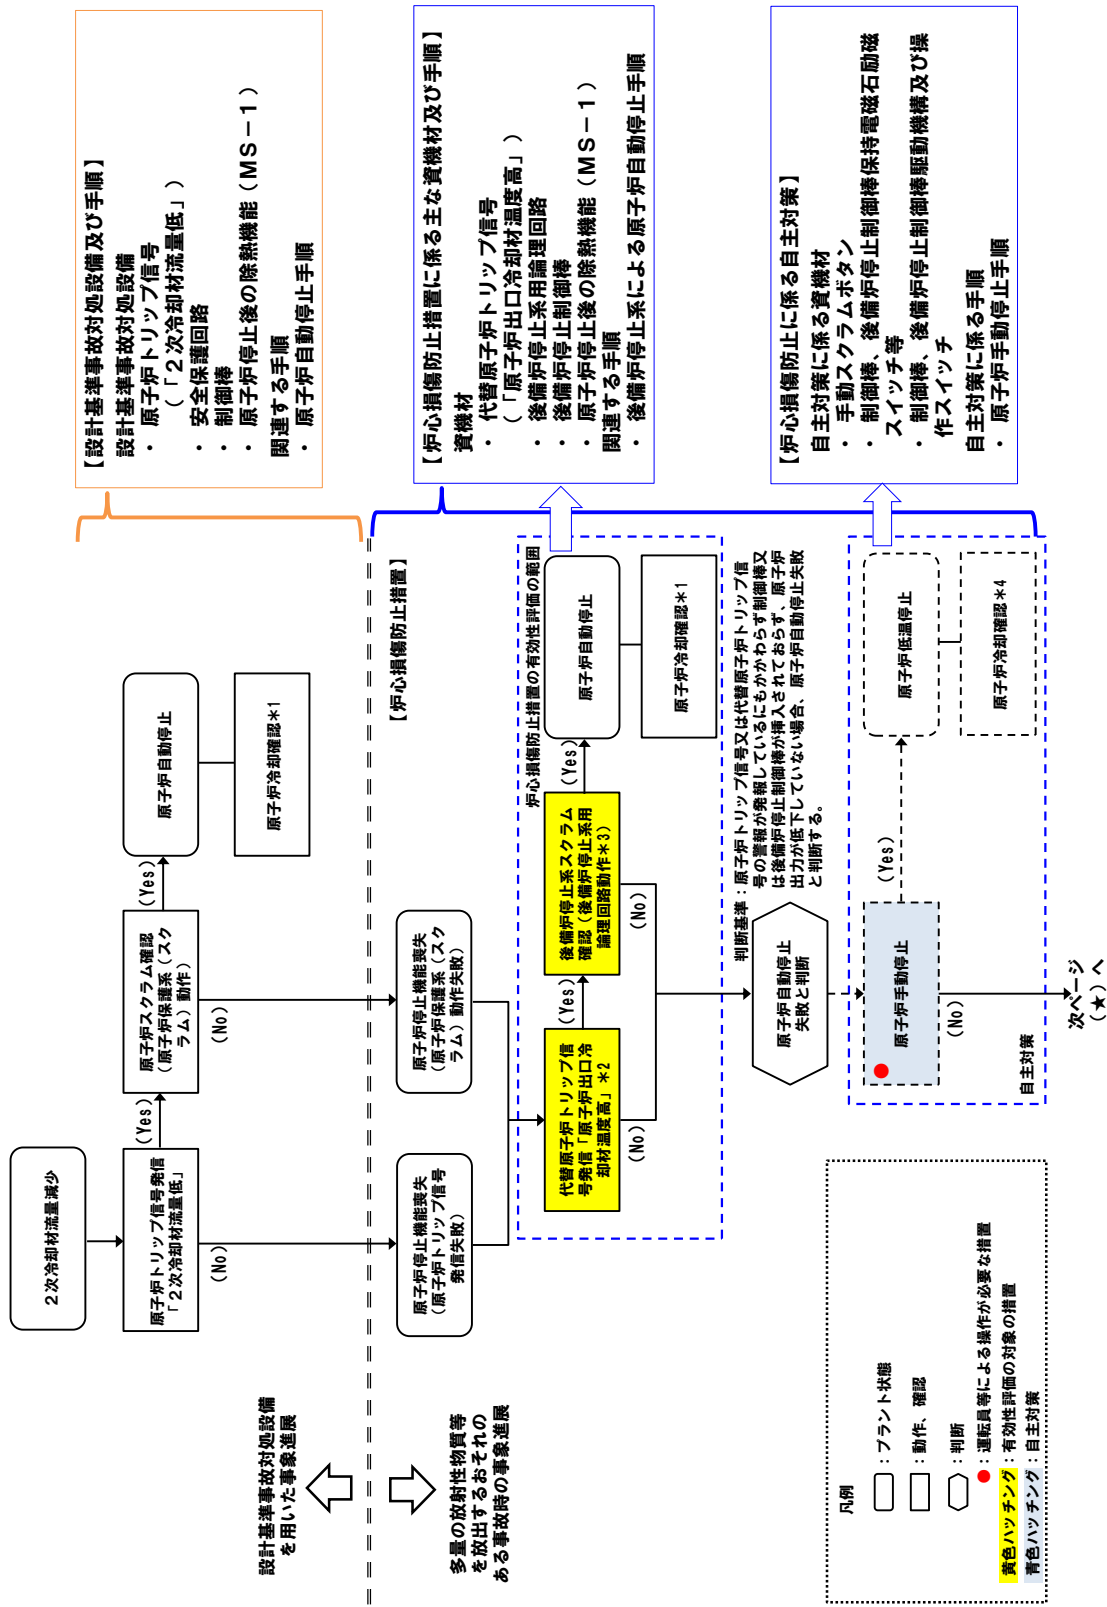 ２次冷却材流量減少
原子炉トリップ信号発信
「２次冷却材流量低」
(Yes)
(No)
原子炉スクラム確認
（原子炉保護系（スク
ラム）動作）
(Yes)
(No)
原子炉自動停止
原子炉冷却確認＊1
【設計基準事故対処設備及び手順】
設計基準事故対処設備
・ 原子炉トリップ信号
（「２次冷却材流量低」）
・ 安全保護回路
・ 制御棒
・ 原子炉停止後の除熱機能（ＭＳ－１）
関連する手順
・ 原子炉自動停止手順
設計基準事故対処設備
を用いた事象進展
多量の放射性物質等
を放出するおそれの
ある事故時の事象進展
【炉心損傷防止措置】
原子炉停止機能喪失
（原子炉トリップ信号
発信失敗）
原子炉停止機能喪失
（原子炉保護系（スク
ラム）動作失敗）
炉心損傷防止措置の有効性評価の範囲
代替原子炉トリップ信
号発信「原子炉出口冷
却材温度高」＊2
(Yes)
(No)
後備炉停止系スクラム
確認（後備炉停止系用
論理回路動作＊3）
(Yes)
(No)
原子炉自動停止
原子炉冷却確認＊1
【炉心損傷防止措置に係る主な資機材及び手順】
資機材
・ 代替原子炉トリップ信号
（「原子炉出口冷却材温度高」）
・ 後備炉停止系用論理回路
・ 後備炉停止制御棒
・ 原子炉停止後の除熱機能（ＭＳ－１）
関連する手順
・ 後備炉停止系による原子炉自動停止手順
原子炉自動停止
失敗と判断
判断基準：原子炉トリップ信号又は代替原子炉トリップ信
号の警報が発報しているにもかかわらず制御棒又
は後備炉停止制御棒が挿入されておらず、原子炉
出力が低下していない場合、原子炉自動停止失敗
と判断する。
原子炉手動停止
(Yes)
(No)
自主対策
原子炉低温停止
原子炉冷却確認＊4
次ページ
（★）へ
【炉心損傷防止に係る自主対策】
自主対策に係る資機材
・ 手動スクラムボタン
・ 制御棒、後備炉停止制御棒保持電磁石励磁
スイッチ等
・ 制御棒、後備炉停止制御棒駆動機構及び操
作スイッチ
自主対策に係る手順
・ 原子炉手動停止手順
凡例
：プラント状態
：動作、確認
：判断
：運転員等による操作が必要な措置
黄色ハッチング：有効性評価の対象の措置
青色ハッチング：自主対策